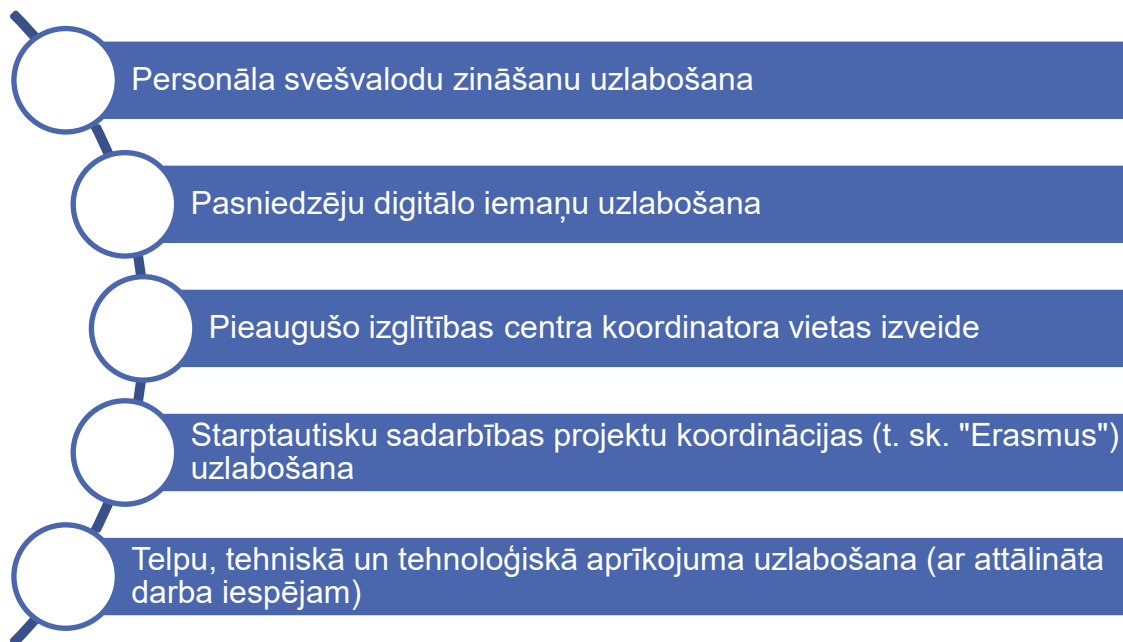 Personāla svešvalodu zināšanu uzlabošana
Pasniedzēju digitālo iemaņu uzlabošana
Pieaugušo izglītības centra koordinatora vietas izveide
Starptautisku sadarbības projektu koordinācijas (t. sk. "Erasmus")
uzlabošana
Telpu, tehniskā un tehnoloģiskā aprīkojuma uzlabošana (ar attālināta
darba iespējam)